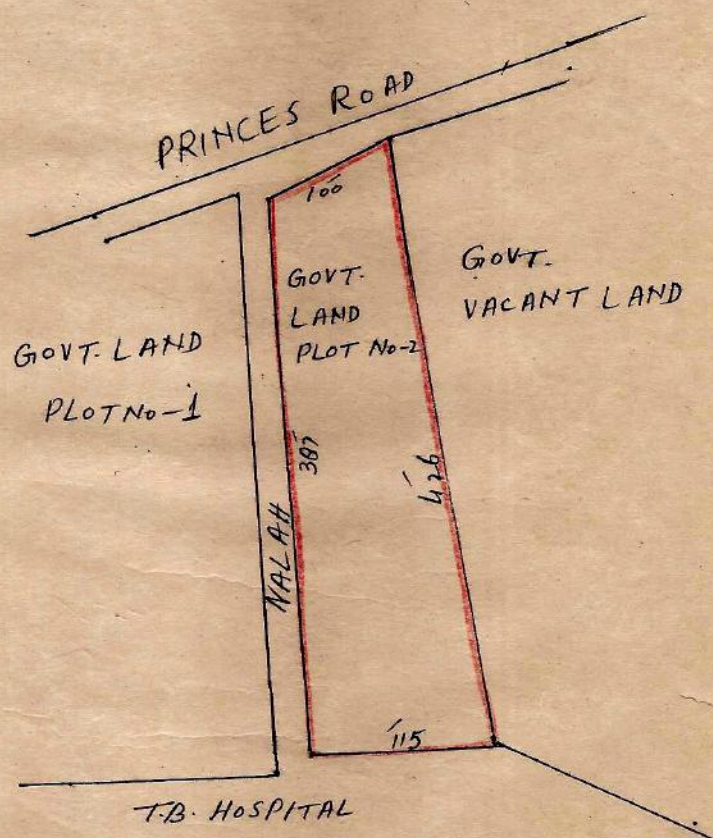 PRINCES ROAD
100'
GOVT.
LAND
PLOT No-2
GOVT.
VACANT LAND
GOVT. LAND
PLOT No-1
387'
426'
NALAH
115'
T.B. HOSPITAL